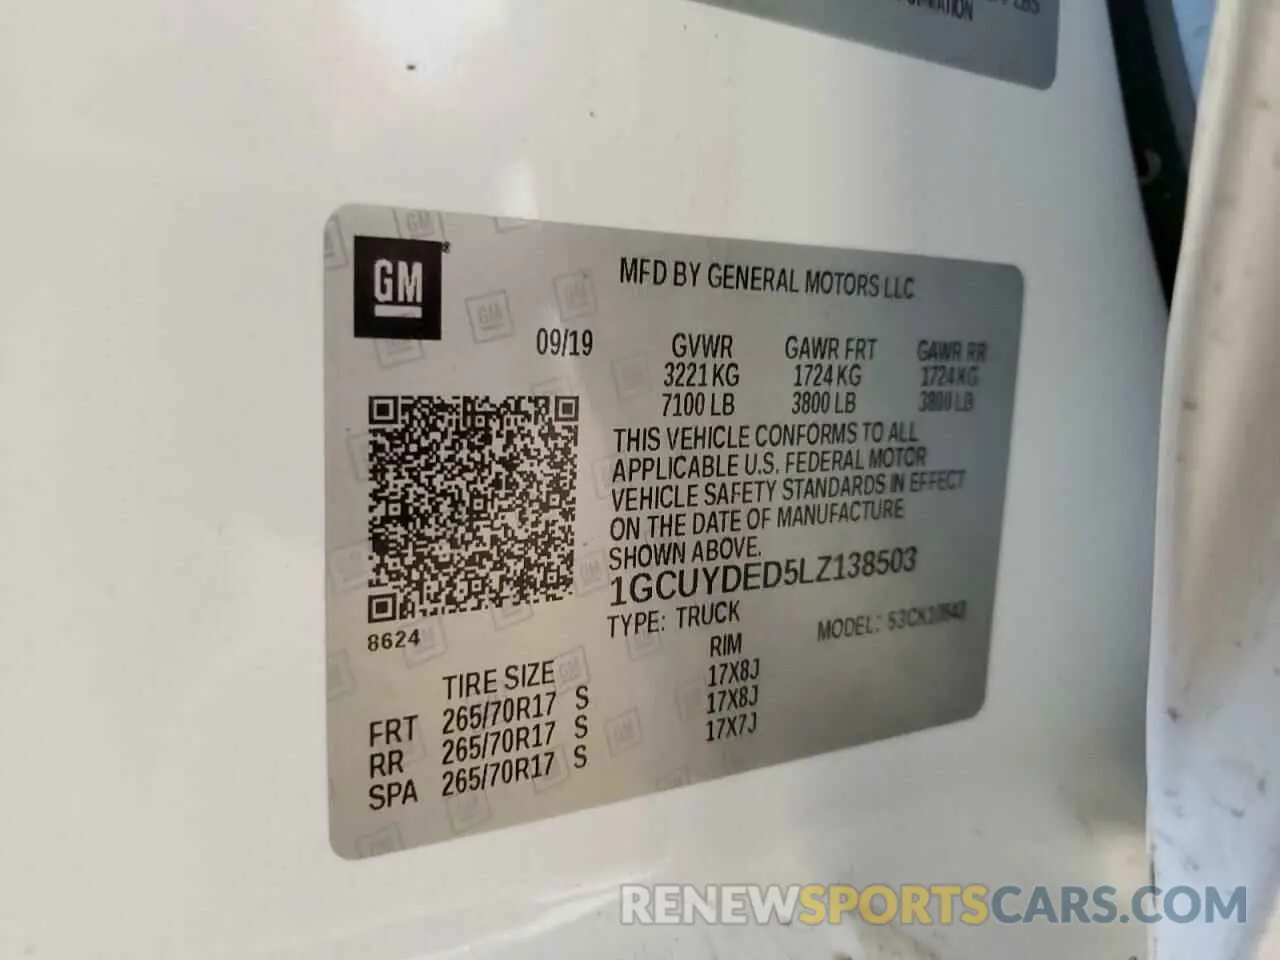 LBS
GM
MFD BY GENERAL MOTORS LLC
09/19
GVWR GAWR FRT GAWR RR
3221 KG 1724 KG 1724 KG
7100 LB 3800 LB 3800 LB
THIS VEHICLE CONFORMS TO ALL
APPLICABLE U.S. FEDERAL MOTOR
VEHICLE SAFETY STANDARDS IN EFFECT
ON THE DATE OF MANUFACTURE
SHOWN ABOVE.
1GCUYDED5LZ138503
8624
TYPE: TRUCK MODEL:
TIRE SIZE RIM
FRT 265/70R17 S 17X8J
RR 265/70R17 S 17X8J
SPA 265/70R17 S 17X7J
RENEWSPORTSCARS.COM